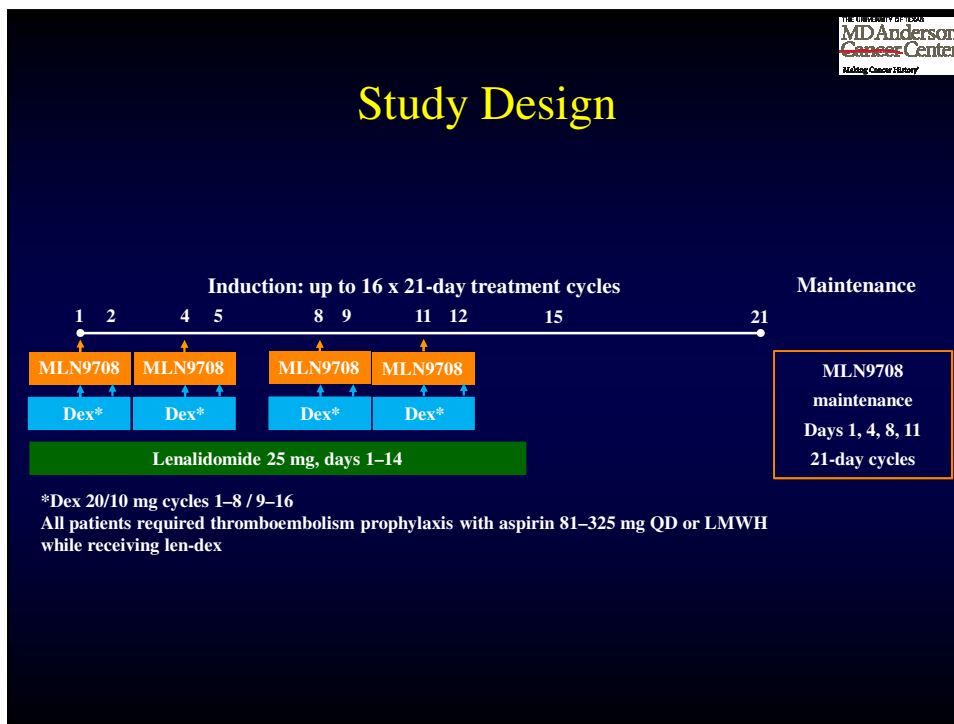 THE UNIVERSITY OF TEXAS
MD Anderson
Cancer Center
Making Cancer History®
Study Design
Induction: up to 16 x 21-day treatment cycles
Maintenance
1 2 4 5 8 9 11 12 15 21
MLN9708 MLN9708 MLN9708 MLN9708
Dex* Dex* Dex* Dex*
Lenalidomide 25 mg, days 1–14
MLN9708
maintenance
Days 1, 4, 8, 11
21-day cycles
*Dex 20/10 mg cycles 1–8 / 9–16
All patients required thromboembolism prophylaxis with aspirin 81–325 mg QD or LMWH
while receiving len-dex